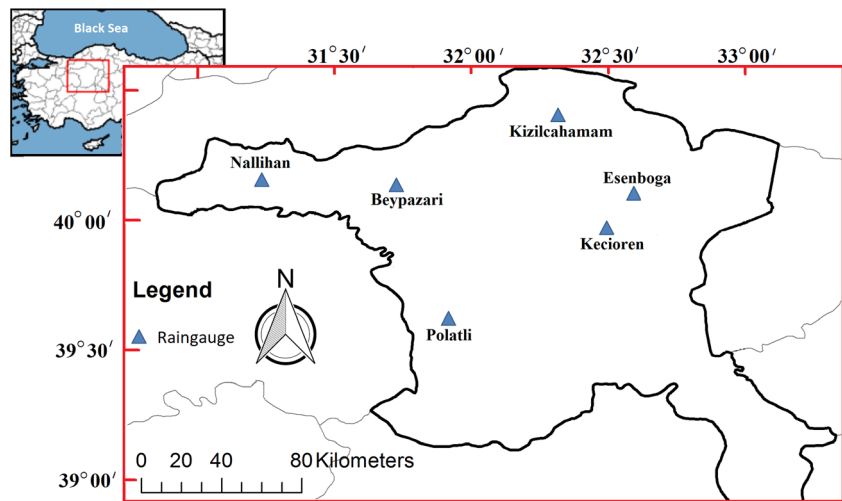 Black Sea
31°30′ 32°00′ 32°30′ 33°00′
Kizilcahamam
Nallihan
Esenboga
Beypazari
40°00′
Kecioren
N
Legend
Raingauge
Polatli
39°30′
0 20 40 80 Kilometers
39°00′